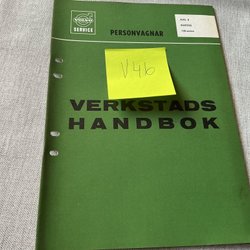 VOLVO
SERVICE
PERSONVAGNAR
V46
VERKSTADS
HANDBOK